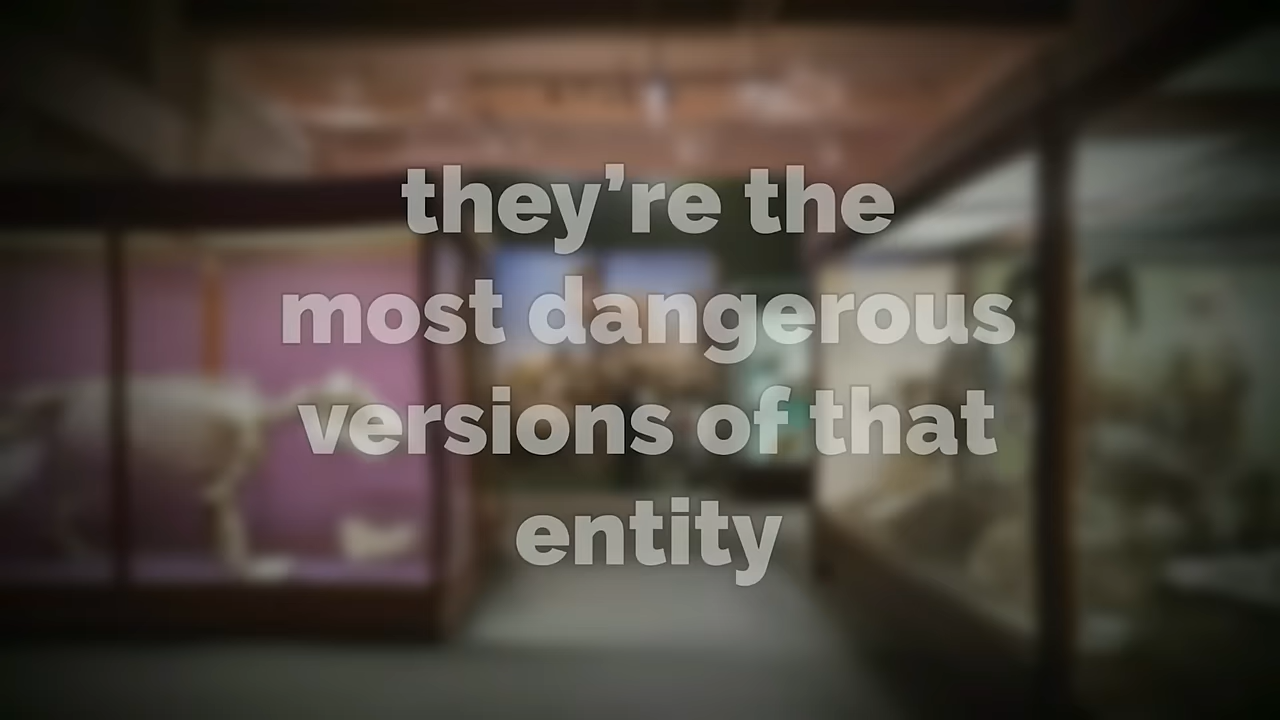 they’re the
most dangerous
versions of that
entity